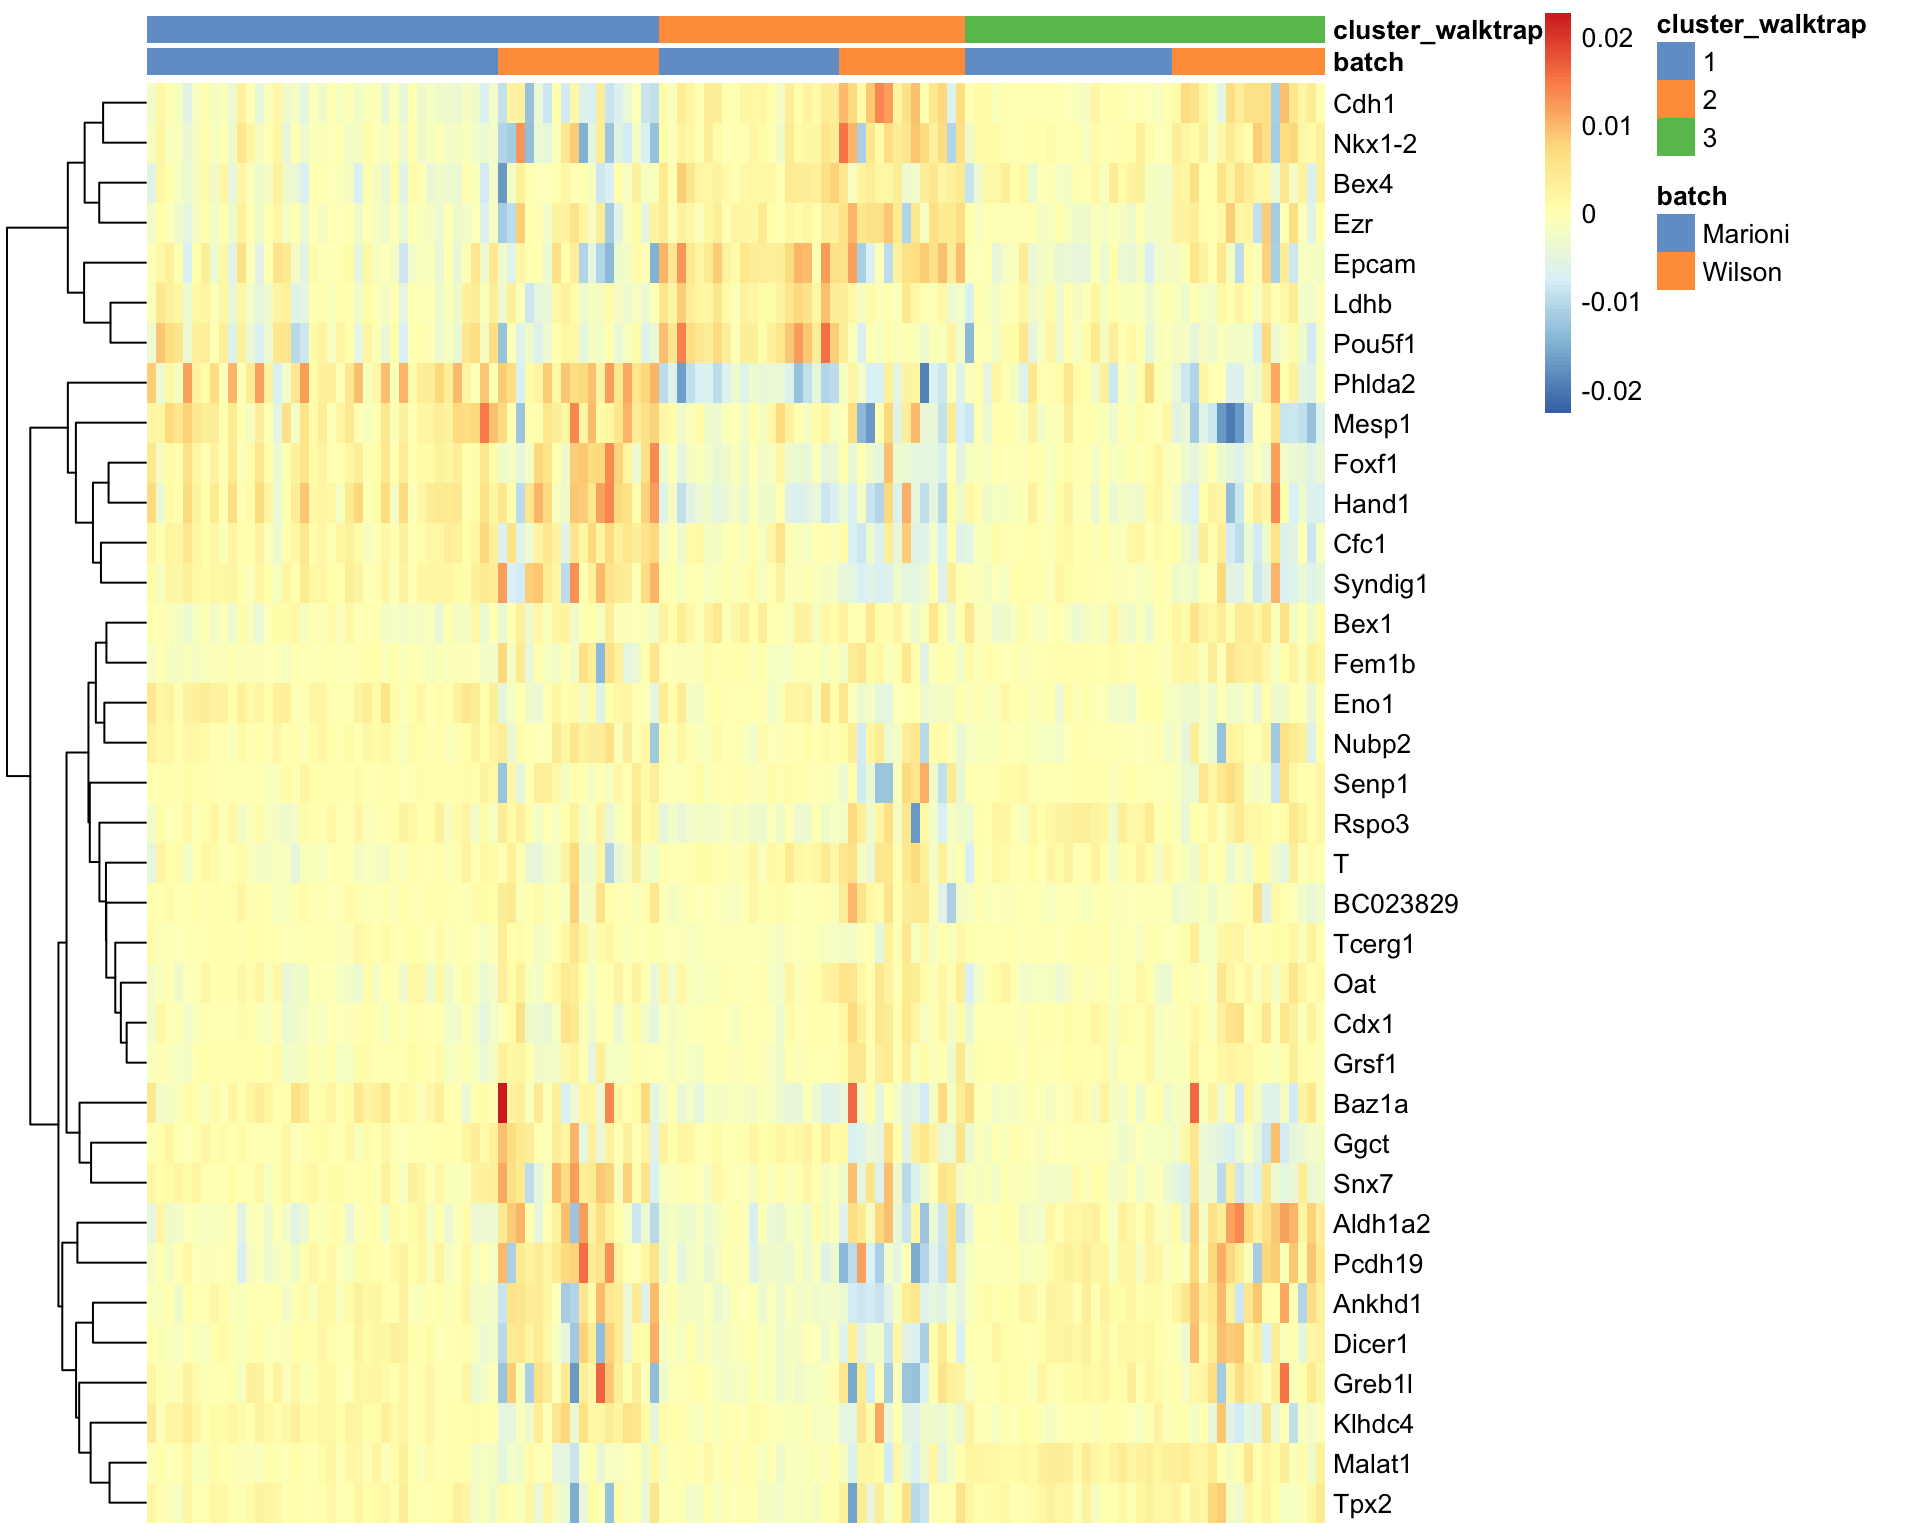 cluster_walktrap
batch
Cdh1
Nkx1-2
Bex4
Ezr
Epcam
Ldhb
Pou5f1
Phlda2
Mesp1
Foxf1
Hand1
Cfc1
Syndig1
Bex1
Fem1b
Eno1
Nubp2
Senp1
Rspo3
T
BC023829
Tcerg1
Oat
Cdx1
Grsf1
Baz1a
Ggct
Snx7
Aldh1a2
Pcdh19
Ankhd1
Dicer1
Greb1l
Klhdc4
Malat1
Tpx2
0.02
0.01
0
-0.01
-0.02
cluster_walktrap
1
2
3
batch
Marioni
Wilson